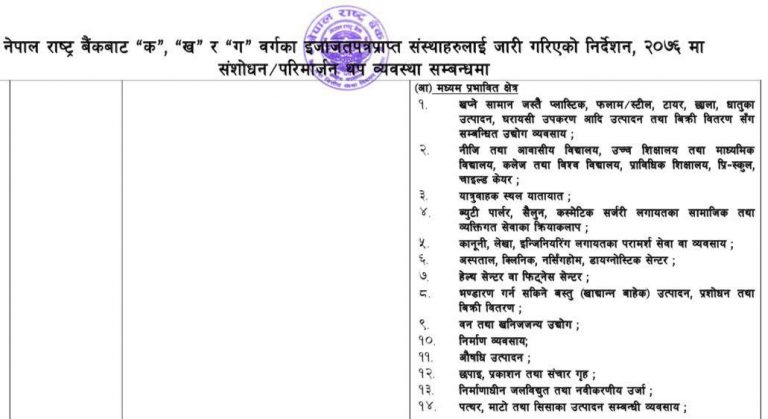 नेपाल राष्ट्र बैंक
नेपाल राष्ट्र बैंकबाट “क”, “ख” र “ग” वर्गका इजाजतपत्रप्राप्त संस्थाहरुलाई जारी गरिएको निर्देशन, २०७६ मा
संशोधन/परिमार्जन थप व्यवस्था सम्बन्धमा
(आ) मध्यम प्रभावित क्षेत्र
१. खप्ने सामान जस्तै प्लास्टिक, फलाम/स्टील, टायर, छाला, धातुका
उत्पादन, घरायसी उपकरण आदि उत्पादन तथा बिक्री वितरण सँग
सम्बन्धित उद्योग व्यवसाय ;
२. नीजि तथा आवासीय विद्यालय, उच्च शिक्षालय तथा माध्यमिक
विद्यालय, कलेज तथा विश्व विद्यालय, प्राविधिक शिक्षालय, प्रि-स्कुल,
चाइल्ड केयर ;
३. यात्रुवाहक स्थल यातायात ;
४. ब्युटी पार्लर, सैलुन, कस्मेटिक सर्जरी लगायतका सामाजिक तथा
व्यक्तिगत सेवाका क्रियाकलाप ;
५. कानूनी, लेखा, इन्जिनियरिंग लगायतका परामर्श सेवा वा व्यवसाय ;
६. अस्पताल, क्लिनिक, नर्सिंगहोम, डायग्नोस्टिक सेन्टर ;
७. हेल्थ सेन्टर वा फिट्नेस सेन्टर ;
८. भण्डारण गर्न सकिने बस्तु (खाद्यान्न बाहेक) उत्पादन, प्रशोधन तथा
बिक्री वितरण ;
९. वन तथा खनिजजन्य उद्योग ;
१०. निर्माण व्यवसाय;
११. औषधि उत्पादन ;
१२. छपाइ, प्रकाशन तथा संचार गृह ;
१३. निर्माणाधीन जलविद्युत तथा नवीकरणीय उर्जा ;
१४. पत्थर, माटो तथा सिसाका उत्पादन सम्बन्धी व्यवसाय ;